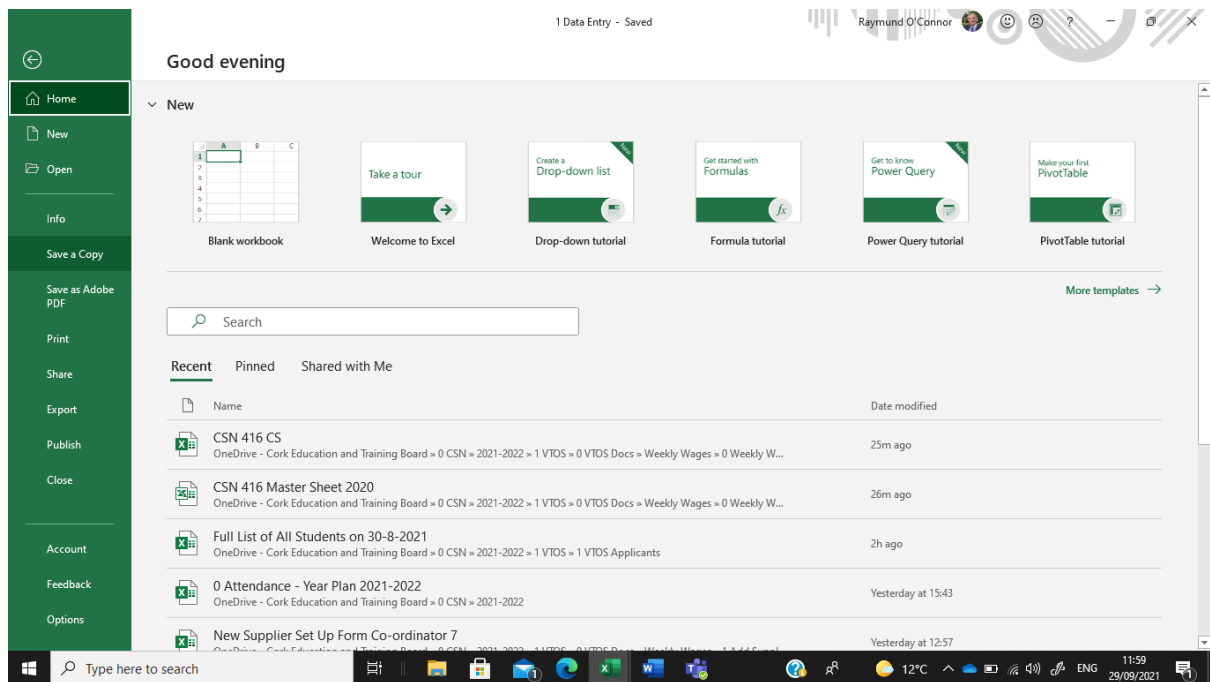 1 Data Entry - Saved
Raymund O'Connor
?
Good evening
Home
New
Open
Info
Save a Copy
Save as Adobe
PDF
Print
Share
Export
Publish
Close
Account
Feedback
Options
New
A B C
1
2
3
4
5
6
7
Blank workbook
Take a tour
Welcome to Excel
Create a
Drop-down list
New
Drop-down tutorial
Get started with
Formulas
fx
Formula tutorial
Get to know
Power Query
New
Power Query tutorial
Make your first
PivotTable
PivotTable tutorial
More templates
Search
Recent Pinned Shared with Me
Name Date modified
CSN 416 CS
OneDrive - Cork Education and Training Board » 0 CSN » 2021-2022 » 1 VTOS » 0 VTOS Docs » Weekly Wages » 0 Weekly W...
25m ago
CSN 416 Master Sheet 2020
OneDrive - Cork Education and Training Board » 0 CSN » 2021-2022 » 1 VTOS » 0 VTOS Docs » Weekly Wages » 0 Weekly W...
26m ago
Full List of All Students on 30-8-2021
OneDrive - Cork Education and Training Board » 0 CSN » 2021-2022 » 1 VTOS » 1 VTOS Applicants
2h ago
0 Attendance - Year Plan 2021-2022
OneDrive - Cork Education and Training Board » 0 CSN » 2021-2022
Yesterday at 15:43
New Supplier Set Up Form Co-ordinator 7
Yesterday at 12:57
Type here to search
12°C
ENG
11:59
29/09/2021